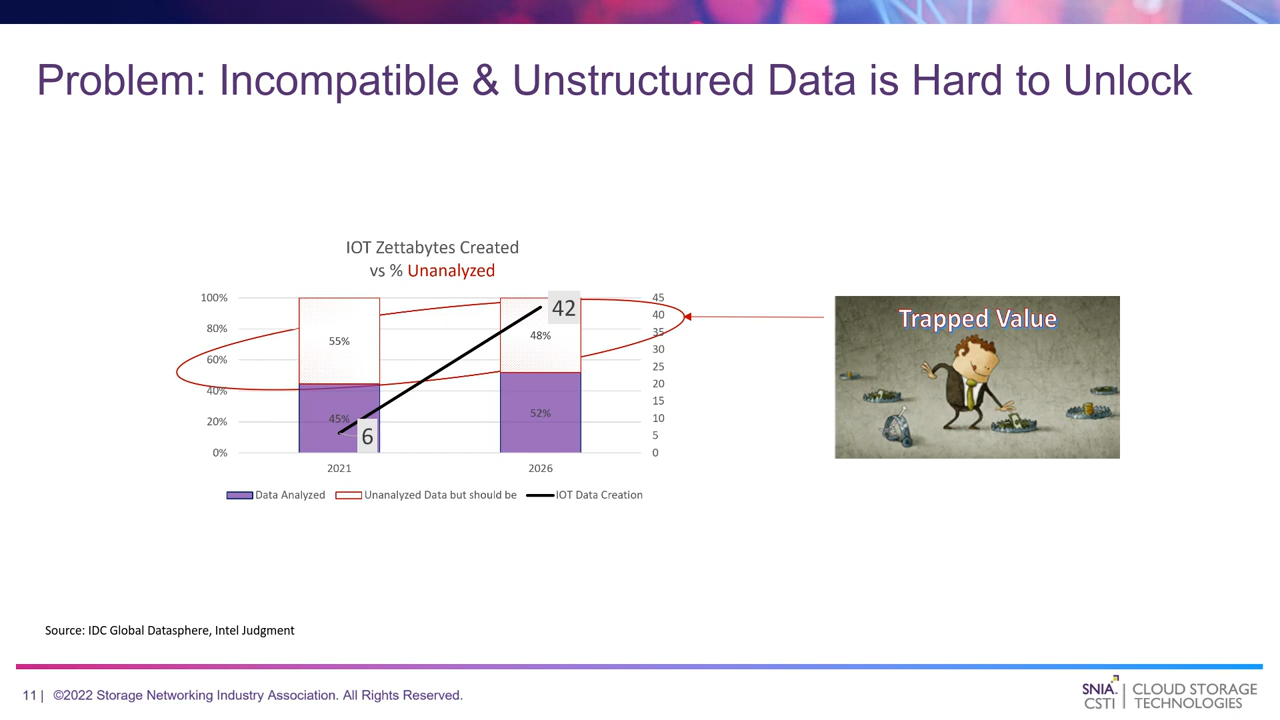 Problem: Incompatible & Unstructured Data is Hard to Unlock
IOT Zettabytes Created
vs % Unanalyzed
100%
80%
60%
40%
20%
0%
55%
45%
6
48%
52%
42
45
40
35
30
25
20
15
10
5
0
2021
2026
Data Analyzed
Unanalyzed Data but should be
IOT Data Creation
Trapped Value
Source: IDC Global Datasphere, Intel Judgment
11 | ©2022 Storage Networking Industry Association. All Rights Reserved.
SNIA.
CSTI
CLOUD STORAGE
TECHNOLOGIES